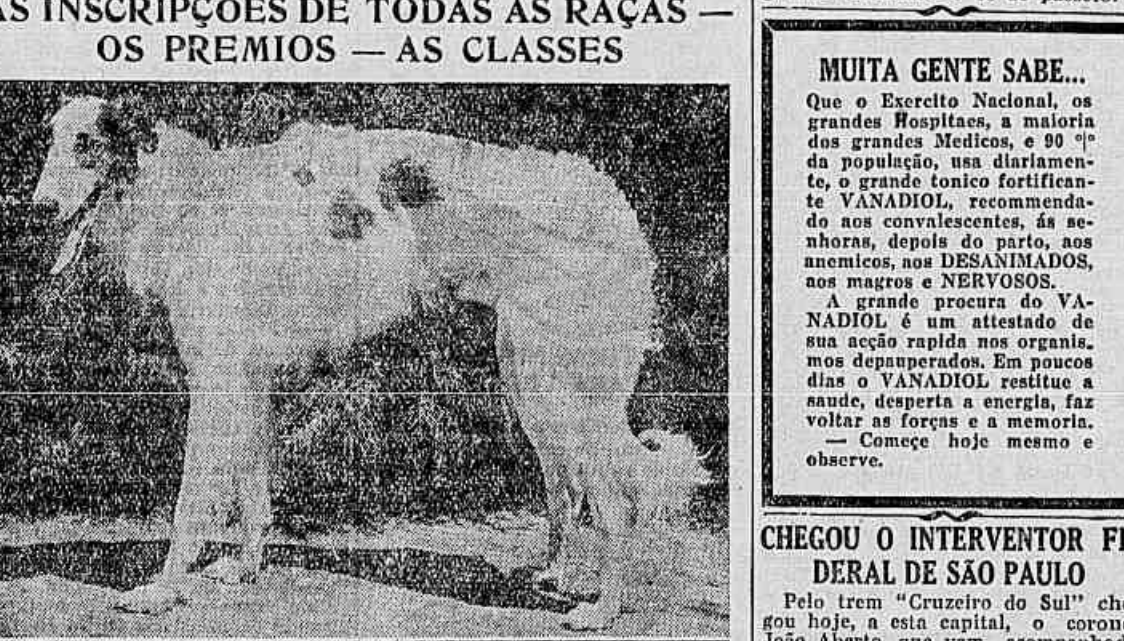 AS INSCRIPÇÕES DE TODAS AS RAÇAS —
OS PREMIOS — AS CLASSES
MUITA GENTE SABE...
Que o Exercito Nacional, os
grandes Hospitaes, a maioria
dos grandes Medicos, e 90 °|°
da população, usa diariamen-
te, o grande tonico fortifican-
te VANADIOL, recommenda-
do aos convalescentes, ás se-
nhoras, depois do parto, aos
anemicos, aos DESANIMADOS,
aos magros e NERVOSOS.
A grande procura do VA-
NADIOL é um attestado de
sua acção rapida nos organis-
mos depauperados. Em poucos
dias o VANADIOL restitue a
saude, desperta a energia, faz
voltar as forças e a memoria.
— Começe hoje mesmo e
observe.
CHEGOU O INTERVENTOR FE
DERAL DE SÃO PAULO
Pelo trem "Cruzeiro do Sul" che
gou hoje, a esta capital, o coron